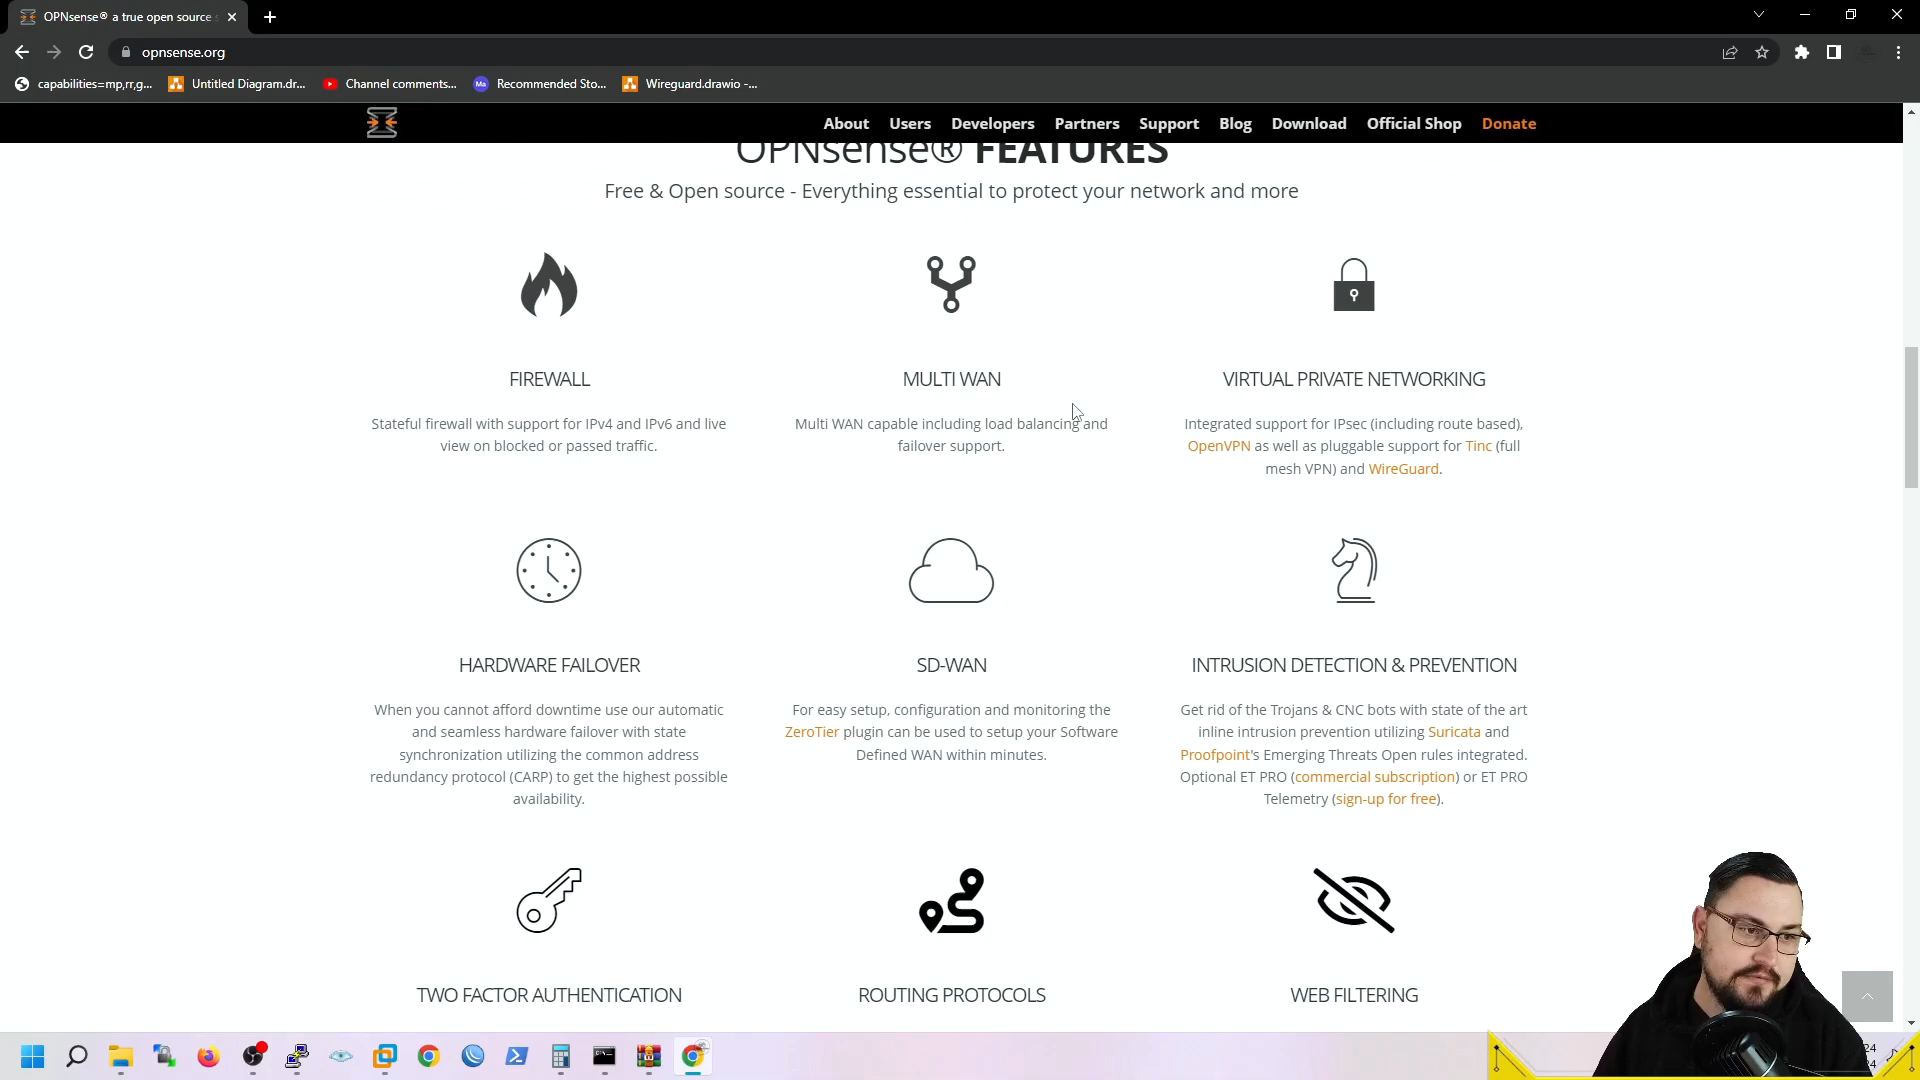 OPNsense® a true open source
opnsense.org
capabilities=mp,rr,g...
Untitled Diagram.dr...
Channel comments...
Recommended Sto...
Wireguard.drawio -...
About Users Developers Partners Support Blog Download Official Shop Donate
OPNsense® FEATURES
Free & Open source - Everything essential to protect your network and more
FIREWALL
Stateful firewall with support for IPv4 and IPv6 and live
view on blocked or passed traffic.
MULTI WAN
Multi WAN capable including load balancing and
failover support.
VIRTUAL PRIVATE NETWORKING
Integrated support for IPsec (including route based),
OpenVPN as well as pluggable support for Tinc (full
mesh VPN) and WireGuard.
HARDWARE FAILOVER
When you cannot afford downtime use our automatic
and seamless hardware failover with state
synchronization utilizing the common address
redundancy protocol (CARP) to get the highest possible
availability.
SD-WAN
For easy setup, configuration and monitoring the
ZeroTier plugin can be used to setup your Software
Defined WAN within minutes.
INTRUSION DETECTION & PREVENTION
Get rid of the Trojans & CNC bots with state of the art
inline intrusion prevention utilizing Suricata and
Proofpoint's Emerging Threats Open rules integrated.
Optional ET PRO (commercial subscription) or ET PRO
Telemetry (sign-up for free).
TWO FACTOR AUTHENTICATION
ROUTING PROTOCOLS
WEB FILTERING